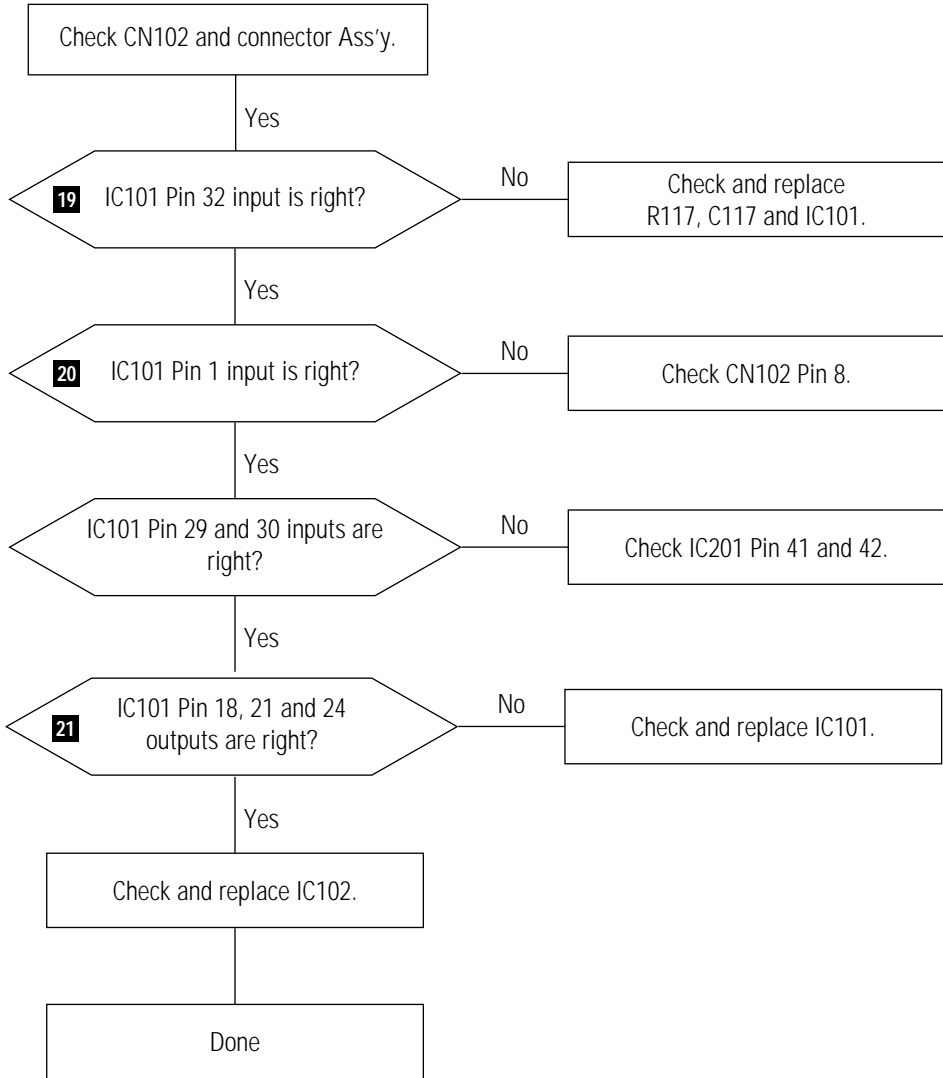 Check CN102 and connector Ass'y.
Yes
19 IC101 Pin 32 input is right?
No
Check and replace
R117, C117 and IC101.
Yes
20 IC101 Pin 1 input is right?
No
Check CN102 Pin 8.
Yes
IC101 Pin 29 and 30 inputs are
right?
No
Check IC201 Pin 41 and 42.
Yes
21 IC101 Pin 18, 21 and 24
outputs are right?
No
Check and replace IC101.
Yes
Check and replace IC102.
Done